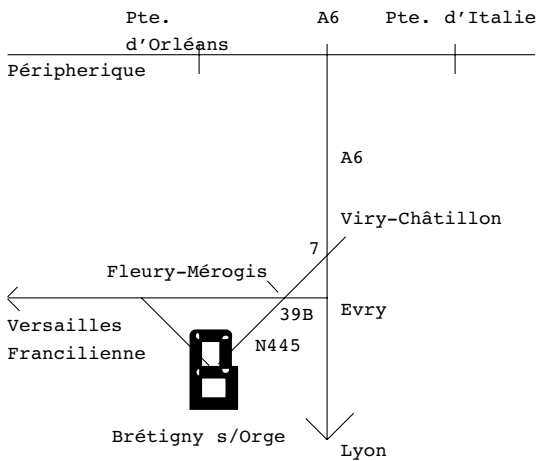 Pte. d'Orléans
A6
Pte. d'Italie
Péripherique
A6
Viry-Châtillon
7
Fleury-Mérogis
39B
Evry
Versailles
Francilienne
N445
Brétigny s/Orge
Lyon